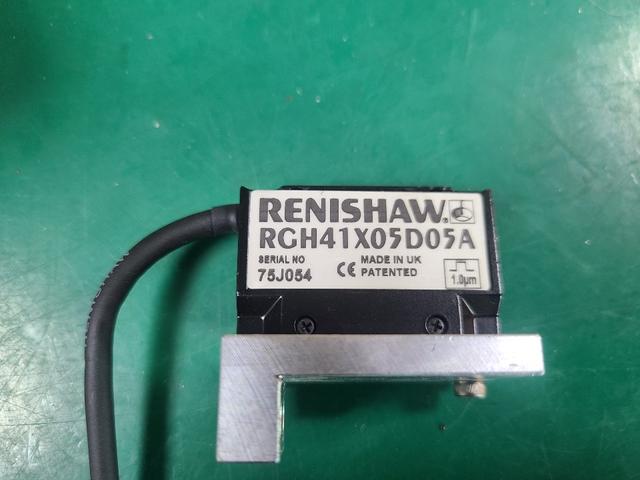 RENISHAW®
RGH41X05D05A
SERIAL NO
75J054
CE
MADE IN UK
PATENTED
1.0µm